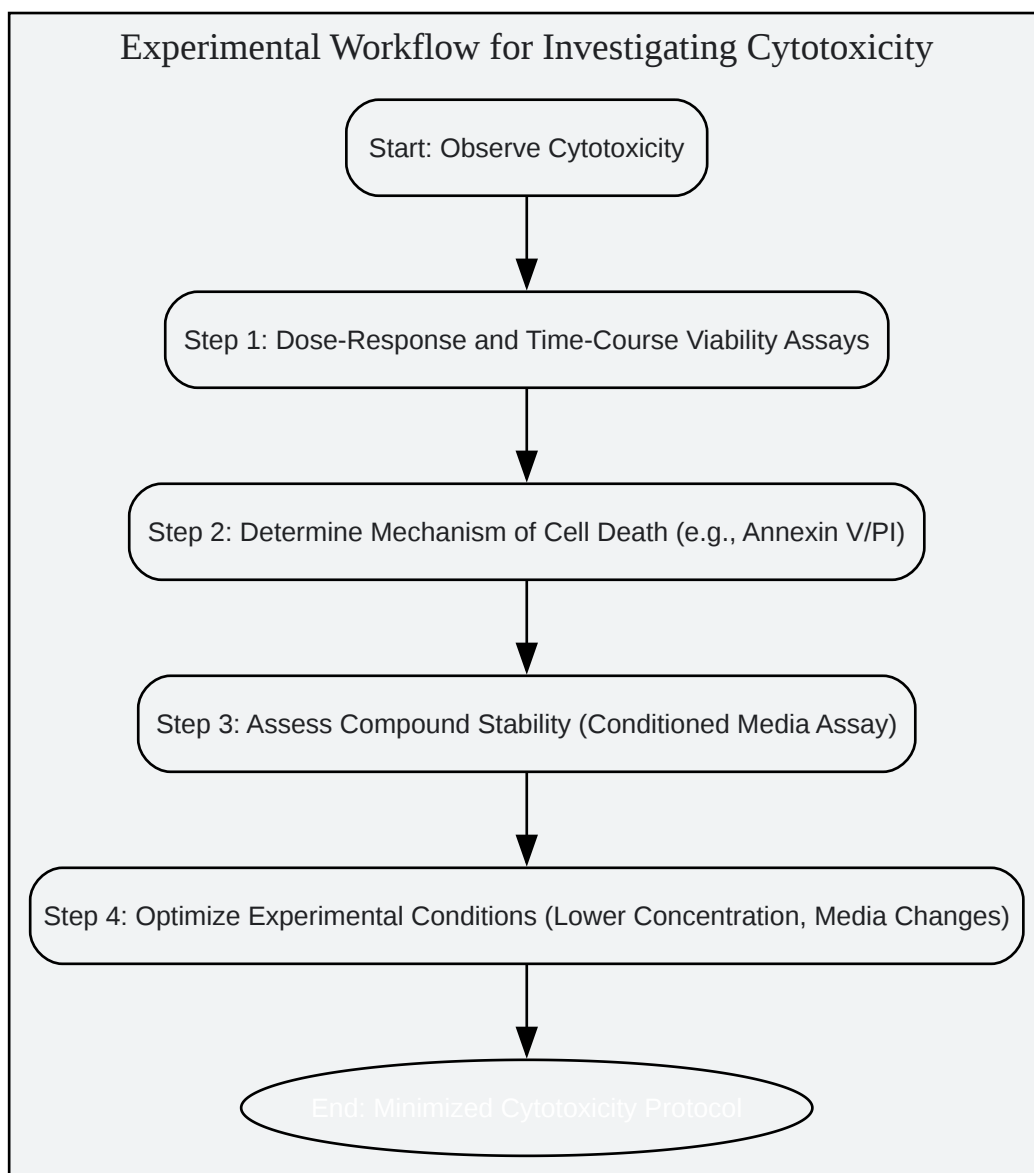 Experimental Workflow for Investigating Cytotoxicity
Start: Observe Cytotoxicity
Step 1: Dose-Response and Time-Course Viability Assays
Step 2: Determine Mechanism of Cell Death (e.g., Annexin V/PI)
Step 3: Assess Compound Stability (Conditioned Media Assay)
Step 4: Optimize Experimental Conditions (Lower Concentration, Media Changes)
End: Minimized Cytotoxicity Protocol